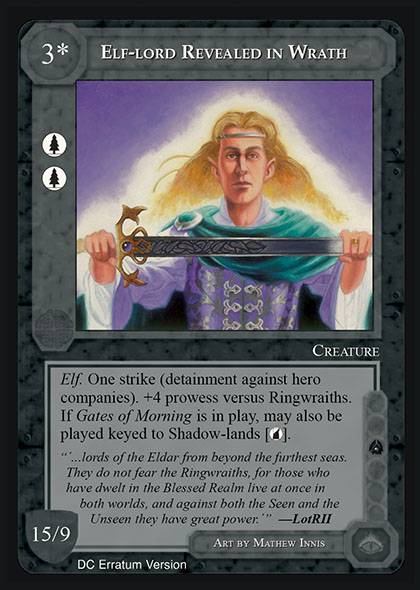 3*
ELF-LORD REVEALED IN WRATH
CREATURE
Elf. One strike (detainment against hero
companies). +4 prowess versus Ringwraiths.
If Gates of Morning is in play, may also be
played keyed to Shadow-lands [ ].
“‘...lords of the Eldar from beyond the furthest seas.
They do not fear the Ringwraiths, for those who
have dwelt in the Blessed Realm live at once in
both worlds, and against both the Seen and the
Unseen they have great power.’” —LotRII
15/9
ART BY MATHEW INNIS
DC Erratum Version